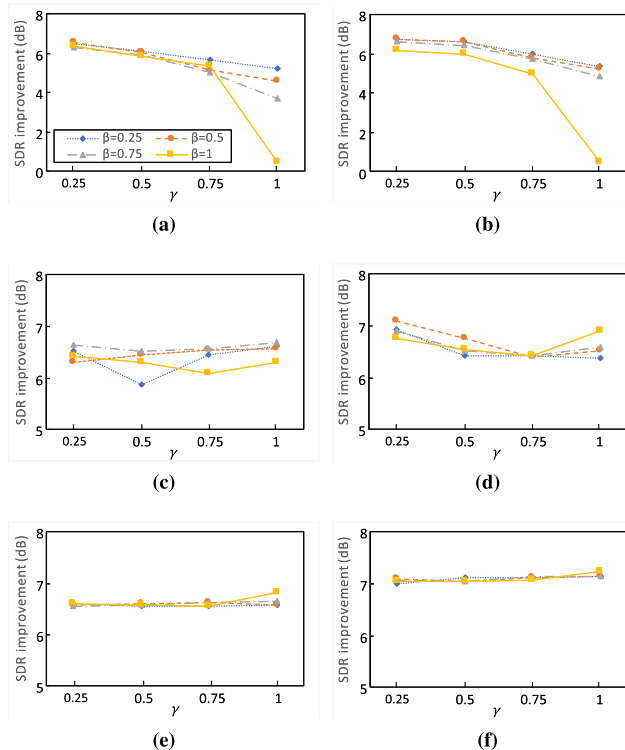 SDR improvement (dB)
8
6
4
2
0
β=0.25 β=0.5
β=0.75 β=1
0.25 0.5 0.75 1
γ
(a)
SDR improvement (dB)
8
6
4
2
0
0.25 0.5 0.75 1
γ
(b)
SDR improvement (dB)
8
7
6
5
0.25 0.5 0.75 1
γ
(c)
SDR improvement (dB)
8
7
6
5
0.25 0.5 0.75 1
γ
(d)
SDR improvement (dB)
8
7
6
5
0.25 0.5 0.75 1
γ
(e)
SDR improvement (dB)
8
7
6
5
0.25 0.5 0.75 1
γ
(f)